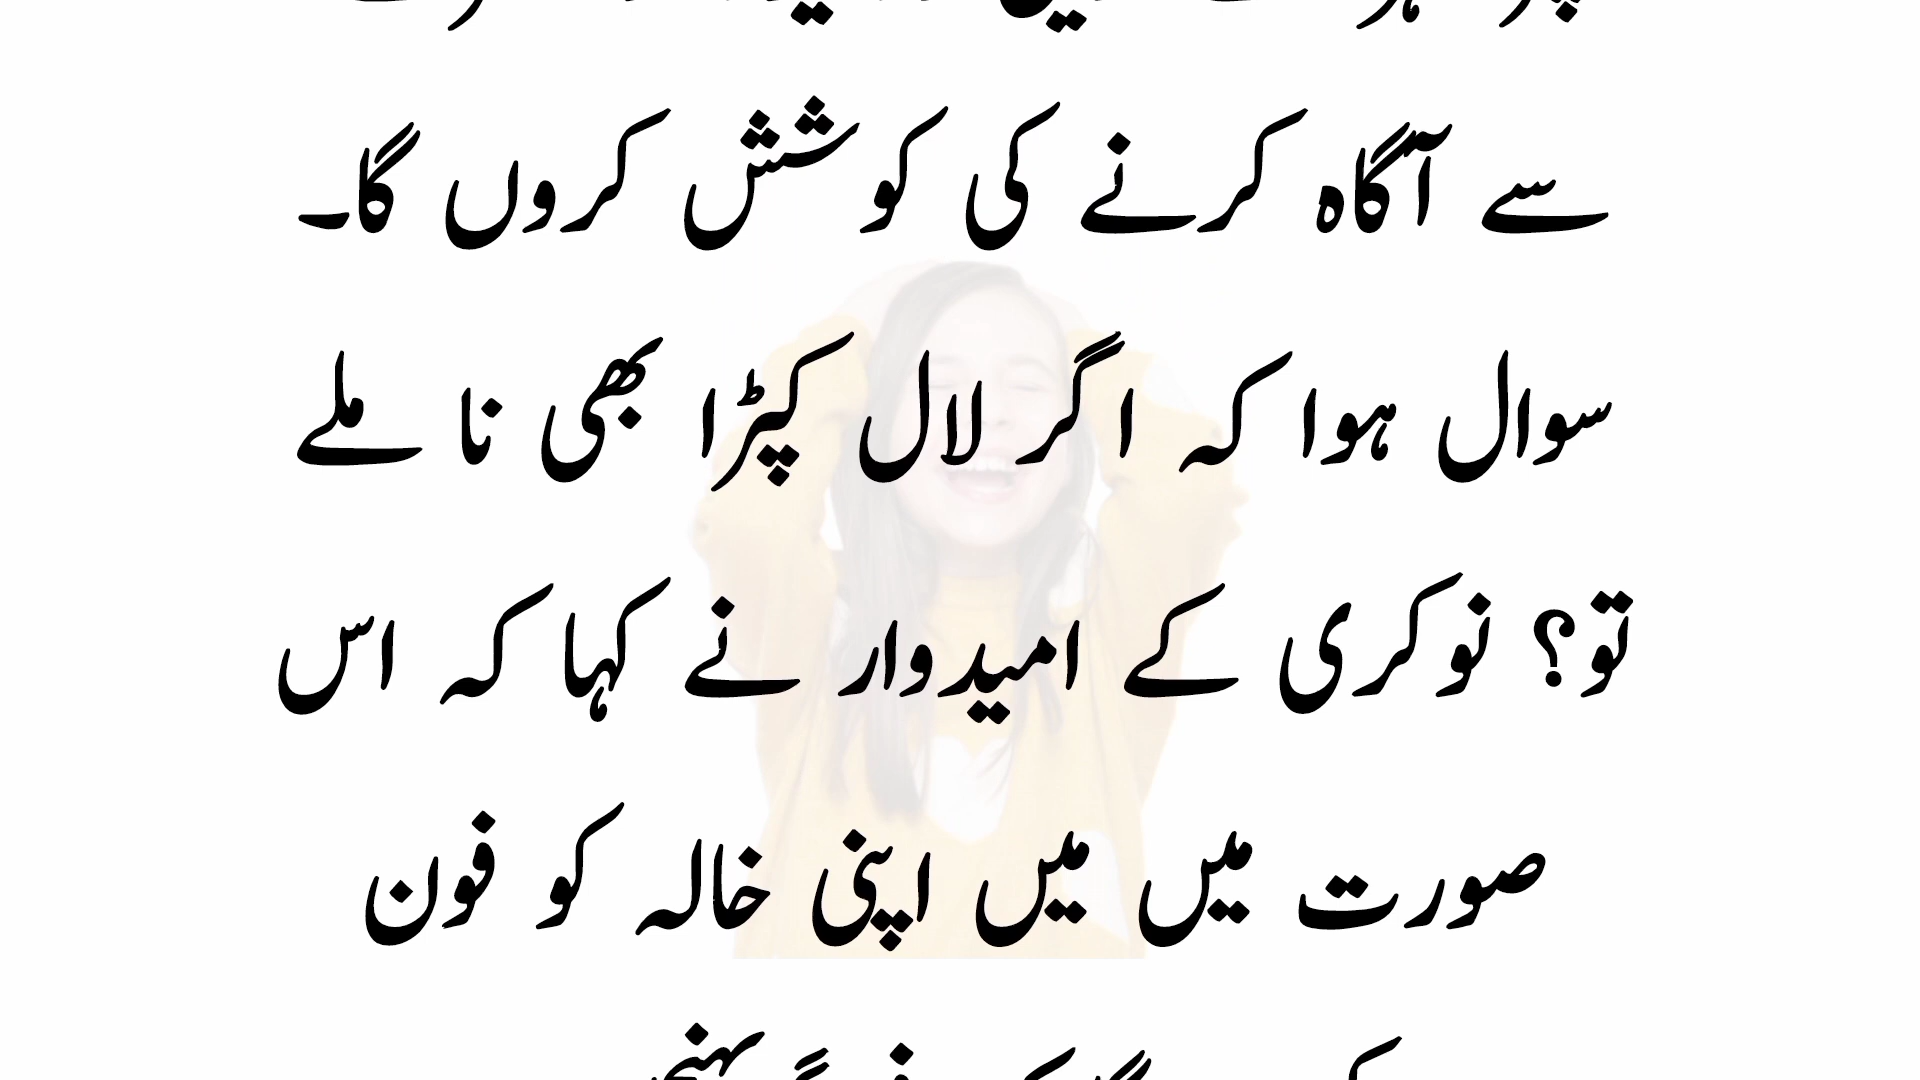 سے آگاہ کرنے کی کوشش کروں گا۔
سوال ہوا کہ اگر لال کپڑا بھی نا ملے
تو؟ نوکری کے امیدوار نے کہا کہ اس
صورت میں میں اپنی خالہ کو فون